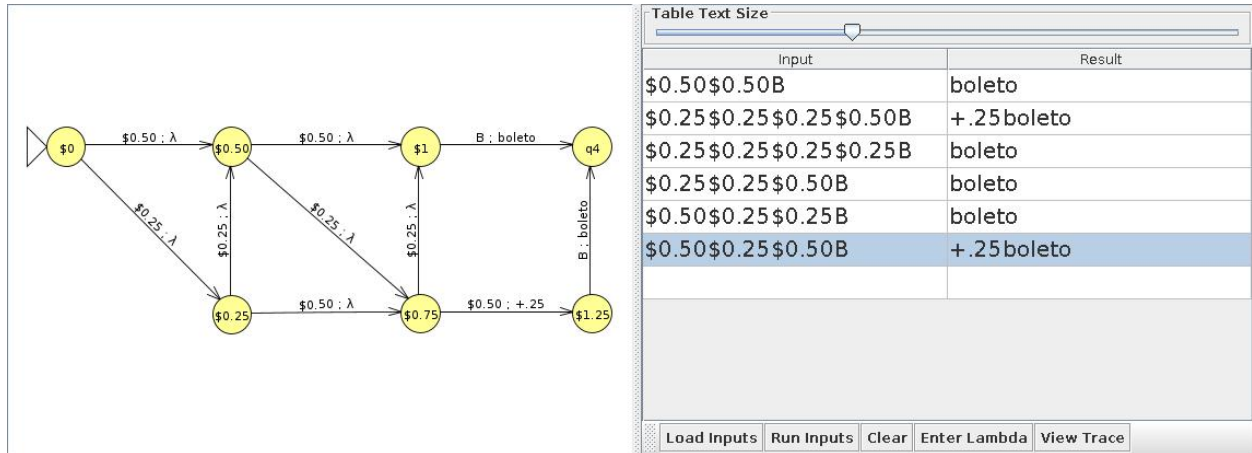 Table Text Size
Input Result
$0.50$0.50B boleto
$0.25$0.25$0.25$0.50B +.25boleto
$0.25$0.25$0.25$0.25B boleto
$0.25$0.25$0.50B boleto
$0.50$0.25$0.25B boleto
$0.50$0.25$0.50B +.25boleto
Load Inputs Run Inputs Clear Enter Lambda View Trace
$0 $0.50 ; λ $0.50 $0.50 ; λ $1 B ; boleto q4
$0.25 ; λ
$0.25 ; λ
$0.25 ; λ
$0.25 ; λ
B ; boleto
$0.25 $0.50 ; λ $0.75 $0.50 ; +.25 $1.25